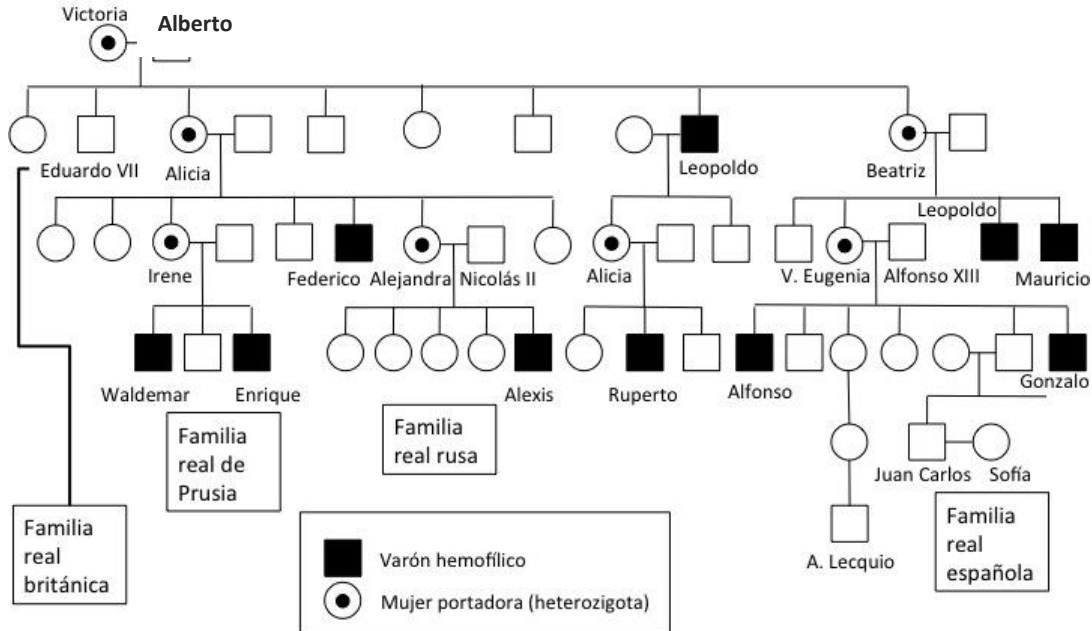 Victoria
Alberto
Eduardo VII
Alicia
Leopoldo
Beatriz
Leopoldo
Irene
Federico
Alejandra
Nicolás II
Alicia
V. Eugenia
Alfonso XIII
Mauricio
Waldemar
Enrique
Alexis
Ruperto
Alfonso
Gonzalo
Familia
real de
Prusia
Familia
real rusa
Juan Carlos
Sofía
Familia
real
británica
A. Lecquio
Familia
real
española
Varón hemofílico
Mujer portadora (heterozigota)